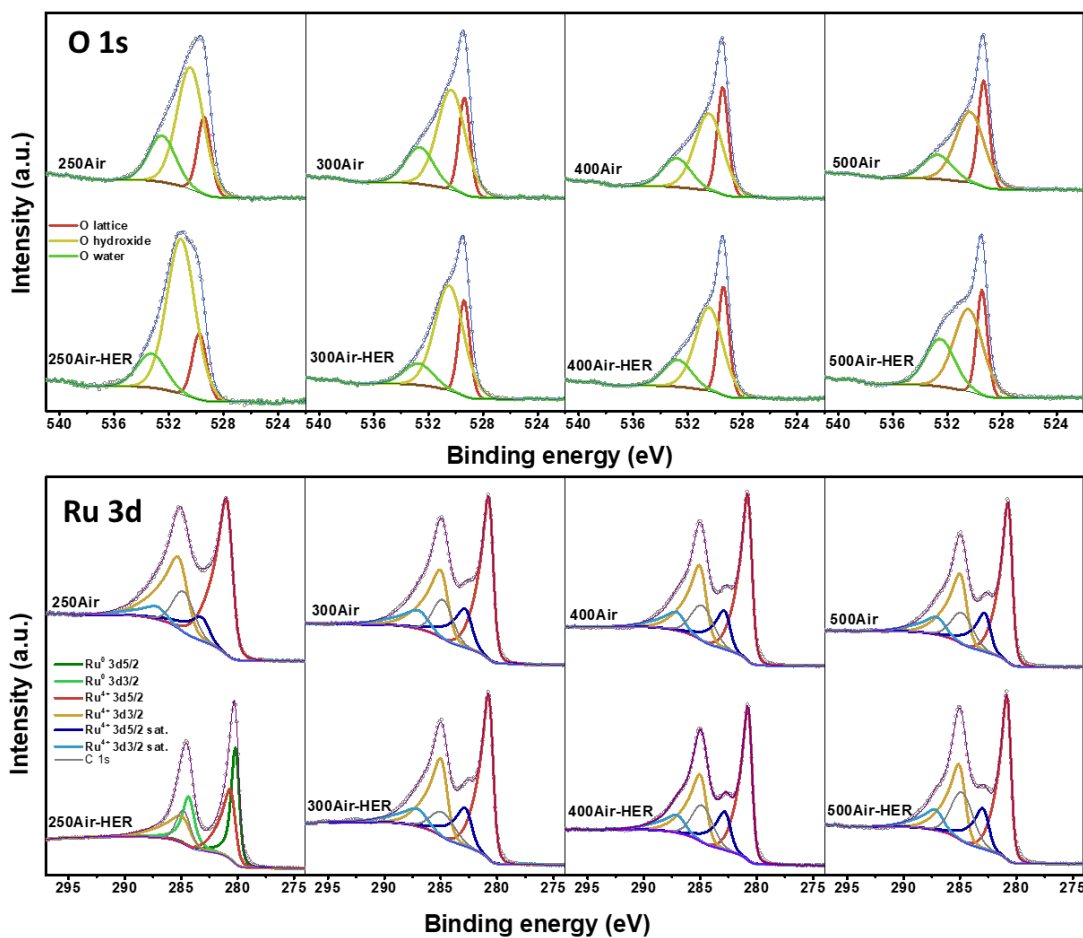 O 1s
Intensity (a.u.)
250Air
300Air
400Air
500Air
O lattice
O hydroxide
O water
250Air-HER
300Air-HER
400Air-HER
500Air-HER
540 536 532 528 524
540 536 532 528 524
540 536 532 528 524
540 536 532 528 524
Binding energy (eV)
Ru 3d
Intensity (a.u.)
250Air
300Air
400Air
500Air
Ru⁰ 3d5/2
Ru⁰ 3d3/2
Ru⁴⁺ 3d5/2
Ru⁴⁺ 3d3/2
Ru⁴⁺ 3d5/2 sat.
Ru⁴⁺ 3d3/2 sat.
C 1s
250Air-HER
300Air-HER
400Air-HER
500Air-HER
295 290 285 280 275
295 290 285 280 275
295 290 285 280 275
295 290 285 280 275
Binding energy (eV)